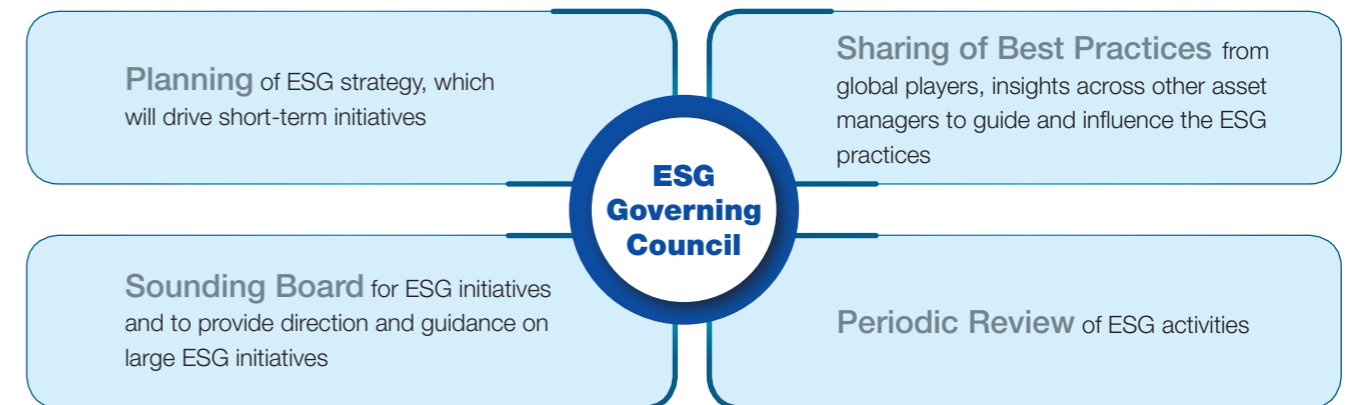 Planning of ESG strategy, which
will drive short-term initiatives
Sharing of Best Practices from
global players, insights across other asset
managers to guide and influence the ESG
practices
ESG
Governing
Council
Sounding Board for ESG initiatives
and to provide direction and guidance on
large ESG initiatives
Periodic Review of ESG activities